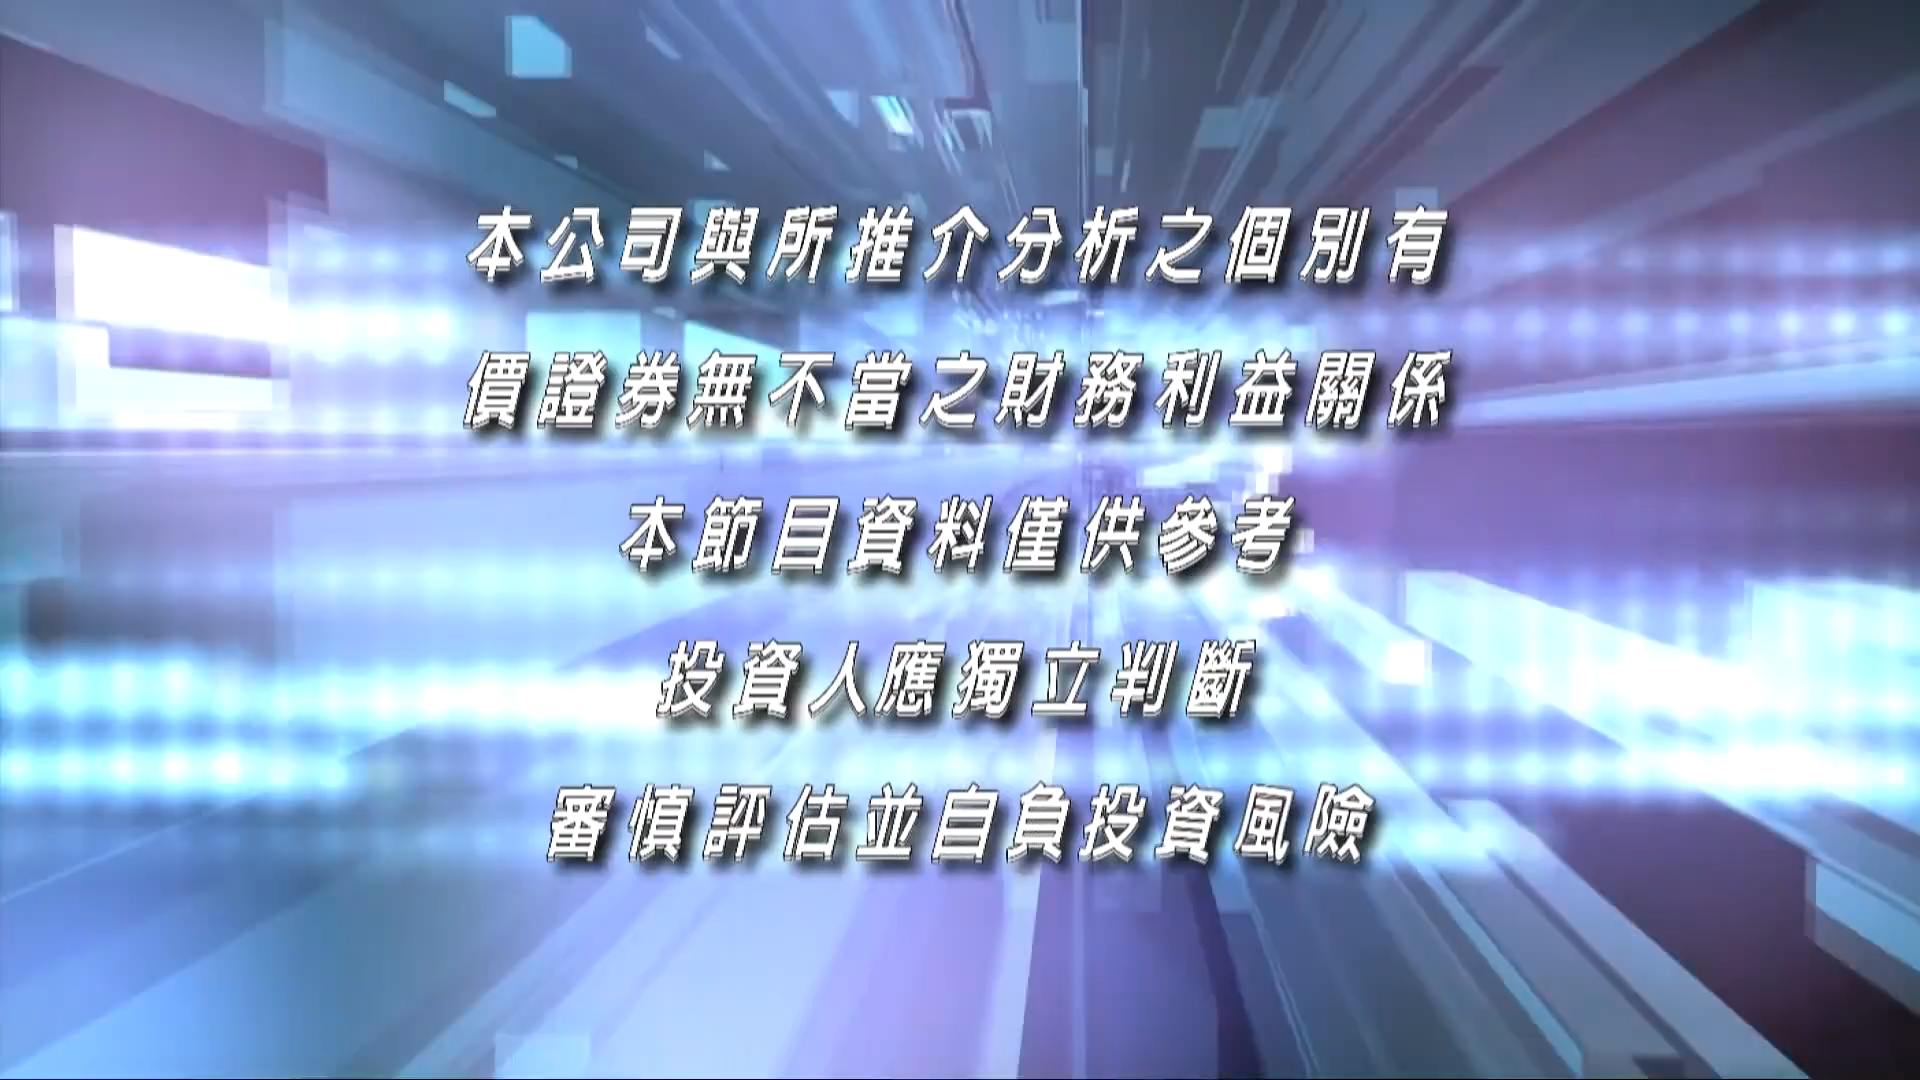 本公司與所推介分析之個別有
價證券無不當之財務利益關係
本節目資料僅供參考
投資人應獨立判斷
審慎評估並自負投資風險